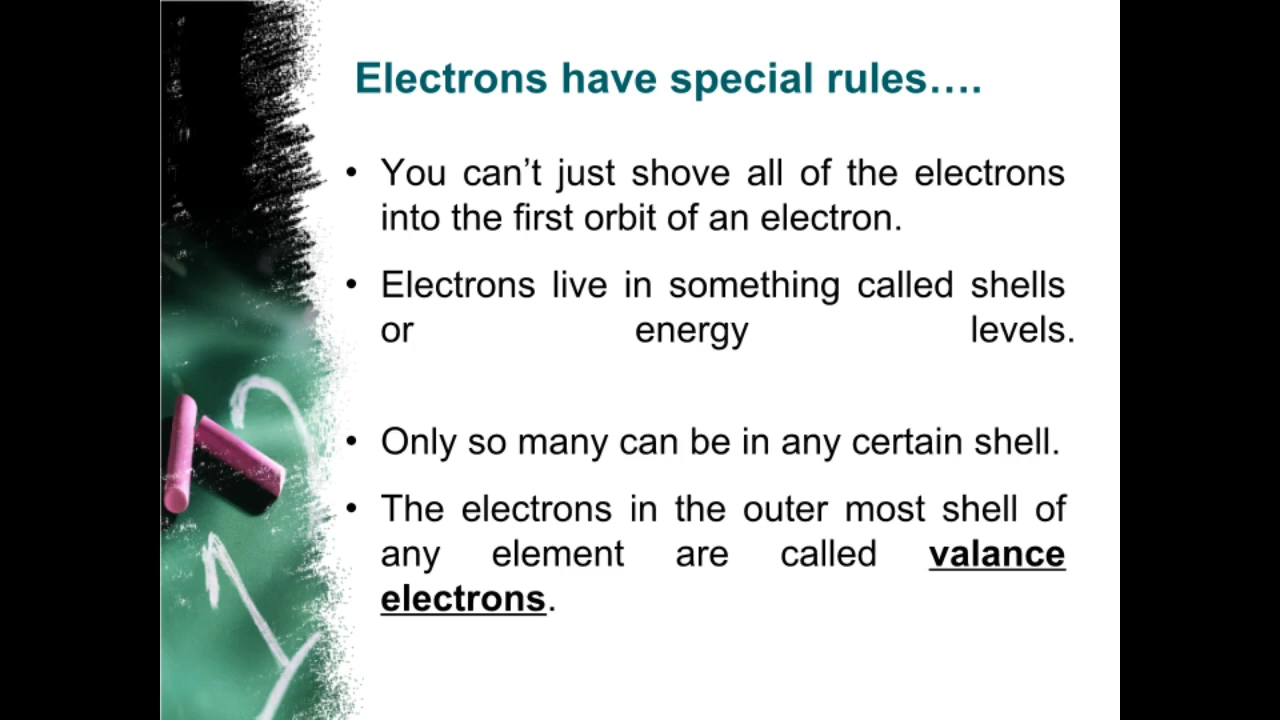 Electrons have special rules….
• You can’t just shove all of the electrons
into the first orbit of an electron.
• Electrons live in something called shells
or energy levels.
• Only so many can be in any certain shell.
• The electrons in the outer most shell of
any element are called valance
electrons.